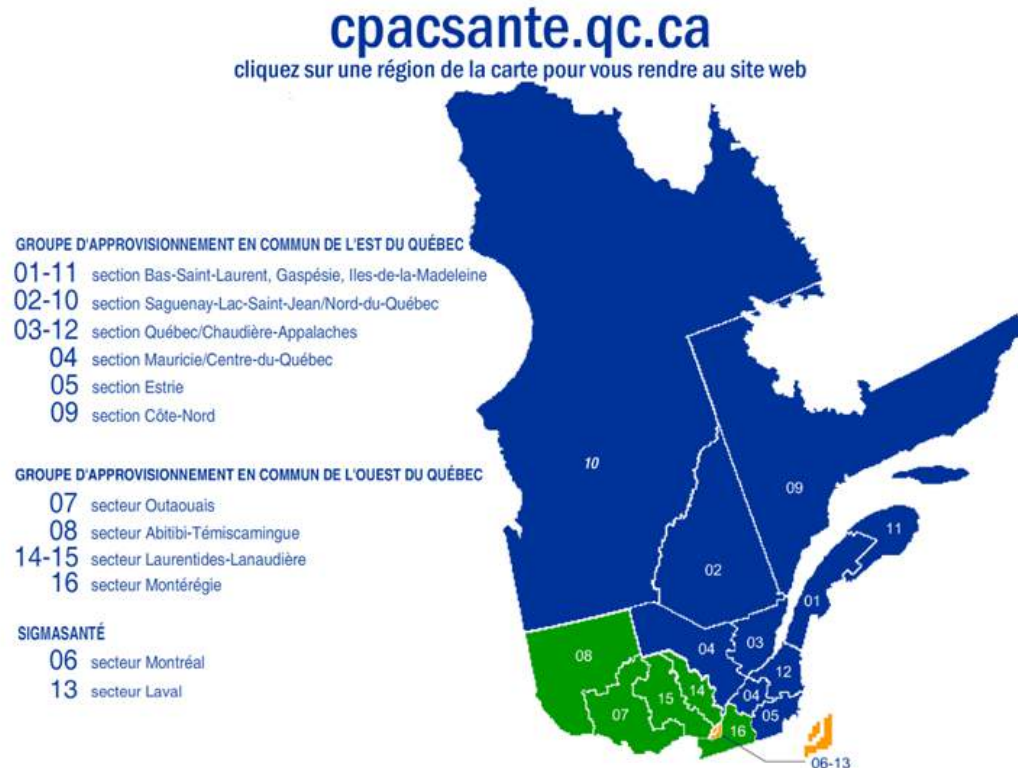 cpacsante.qc.ca
cliquez sur une région de la carte pour vous rendre au site web
GROUPE D'APPROVISIONNEMENT EN COMMUN DE L'EST DU QUÉBEC
01-11 section Bas-Saint-Laurent, Gaspésie, Iles-de-la-Madeleine
02-10 section Saguenay-Lac-Saint-Jean/Nord-du-Québec
03-12 section Québec/Chaudière-Appalaches
04 section Mauricie/Centre-du-Québec
05 section Estrie
09 section Côte-Nord
GROUPE D'APPROVISIONNEMENT EN COMMUN DE L'OUEST DU QUÉBEC
07 secteur Outaouais
08 secteur Abitibi-Témiscamingue
14-15 secteur Laurentides-Lanaudière
16 secteur Montérégie
SIGMASANTÉ
06 secteur Montréal
13 secteur Laval
10
09
11
02
01
03
04
08
12
14
04
15
05
07
16
06-13